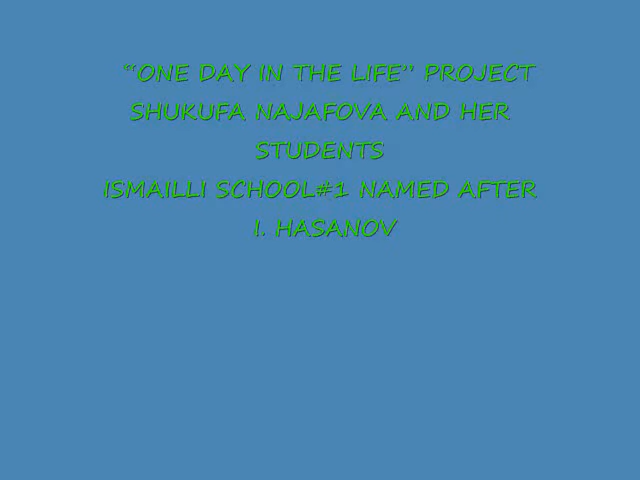 “ONE DAY IN THE LIFE” PROJECT
SHUKUFA NAJAFOVA AND HER
STUDENTS
ISMAILLI SCHOOL#1 NAMED AFTER
I. HASANOV